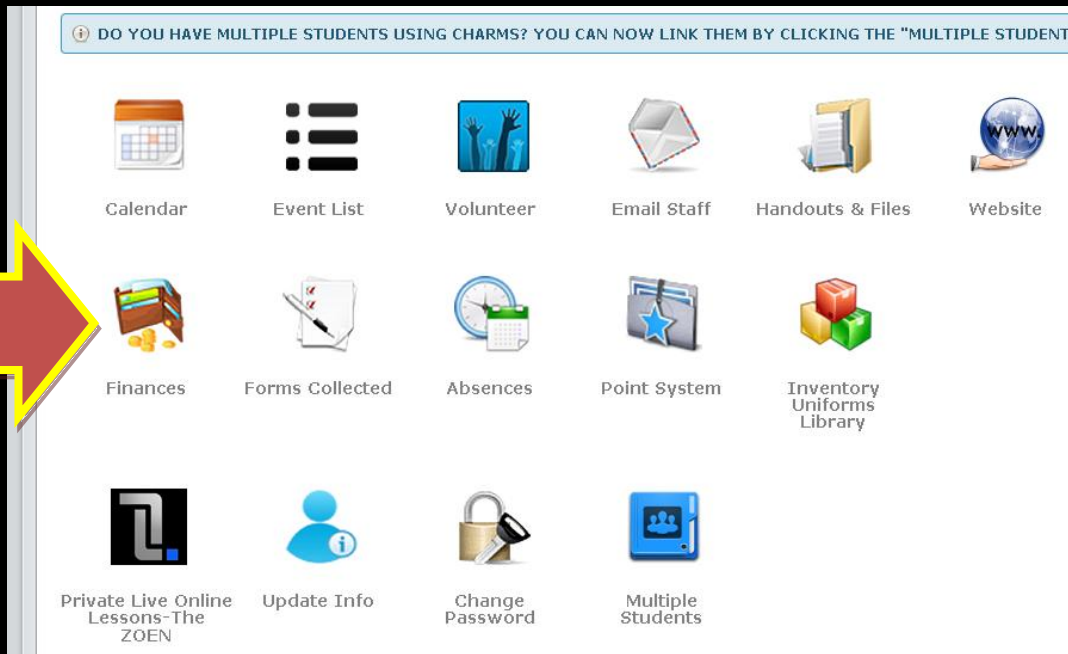 DO YOU HAVE MULTIPLE STUDENTS USING CHARMS? YOU CAN NOW LINK THEM BY CLICKING THE "MULTIPLE STUDENT
Calendar
Event List
Volunteer
Email Staff
Handouts & Files
www.
Website
Finances
Forms Collected
Absences
Point System
Inventory
Uniforms
Library
Private Live Online
Lessons-The
ZOEN
Update Info
Change
Password
Multiple
Students